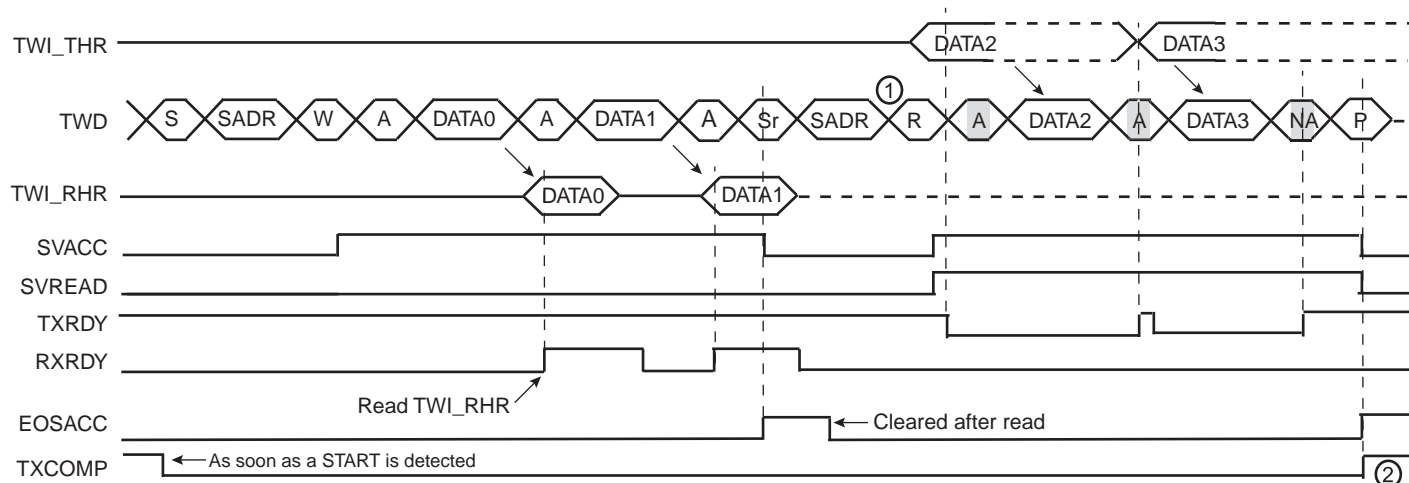 TWI_THR DATA2 DATA3
①
TWD S SADR W A DATA0 A DATA1 A Sr SADR R A DATA2 A DATA3 NA P
TWI_RHR DATA0 DATA1
SVACC
SVREAD
TXRDY
RXRDY
Read TWI_RHR
EOSACC Cleared after read
As soon as a START is detected
TXCOMP ②